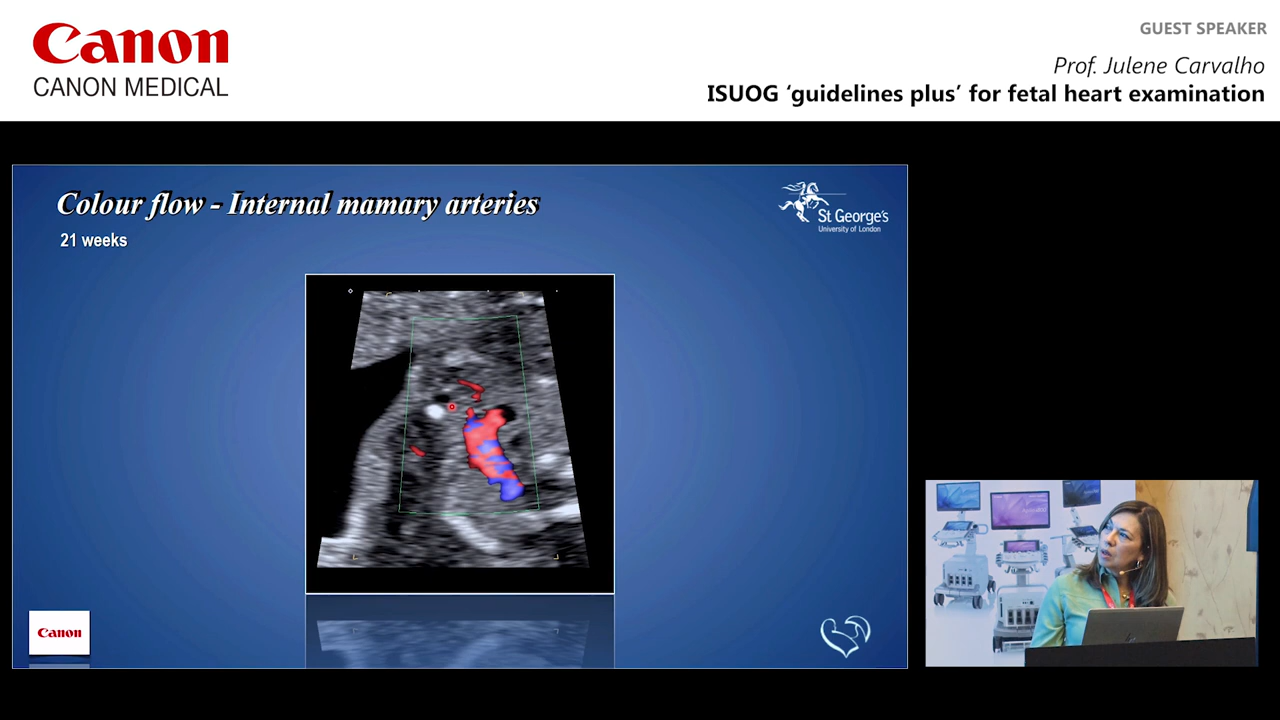 Canon
CANON MEDICAL
GUEST SPEAKER
Prof. Julene Carvalho
ISUOG ‘guidelines plus’ for fetal heart examination
Colour flow - Internal mamary arteries
21 weeks
St George's
University of London
Canon